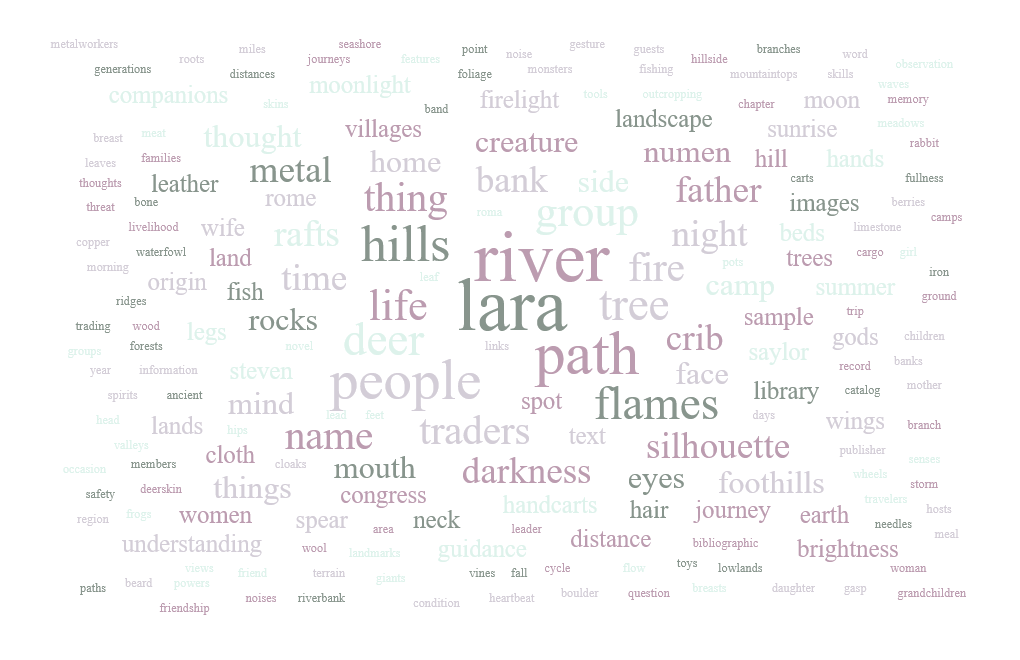 metalworkers
roots
miles
seashore
journeys
features
point
noise
gesture
guests
hillside
branches
word
observation
generations
distances
foliage
monsters
fishing
mountaintops
skills
waves
companions
skins
moonlight
band
firelight
tools
outcropping
chapter
moon
memory
breast
meat
thought
villages
creature
landscape
sunrise
meadows
rabbit
leaves
families
metal
home
numen
hill
hands
thoughts
leather
rome
thing
bank
side
father
carts
fullness
threat
bone
images
berries
livelihood
wife
rafts
roma
group
night
beds
limestone
camps
copper
waterfowl
land
hills
river
fire
trees
cargo
girl
morning
origin
time
leaf
pots
camp
summer
iron
ridges
fish
life
lara
tree
ground
trading
wood
legs
rocks
sample
trip
groups
forests
novel
deer
links
path
crib
saylor
gods
children
year
information
steven
people
face
record
banks
spirits
ancient
mind
spot
flames
library
catalog
mother
head
lands
hips
lead
feet
days
wings
branch
valleys
name
traders
text
silhouette
publisher
occasion
members
cloth
cloaks
mouth
darkness
eyes
foothills
wheels
senses
safety
deerskin
things
congress
handcarts
hair
journey
earth
travelers
storm
region
frogs
women
spear
area
neck
leader
distance
needles
hosts
understanding
wool
landmarks
guidance
bibliographic
brightness
meal
views
friend
terrain
giants
vines
fall
cycle
flow
toys
lowlands
woman
paths
beard
powers
noises
riverbank
condition
heartbeat
boulder
question
breasts
daughter
gasp
grandchildren
friendship